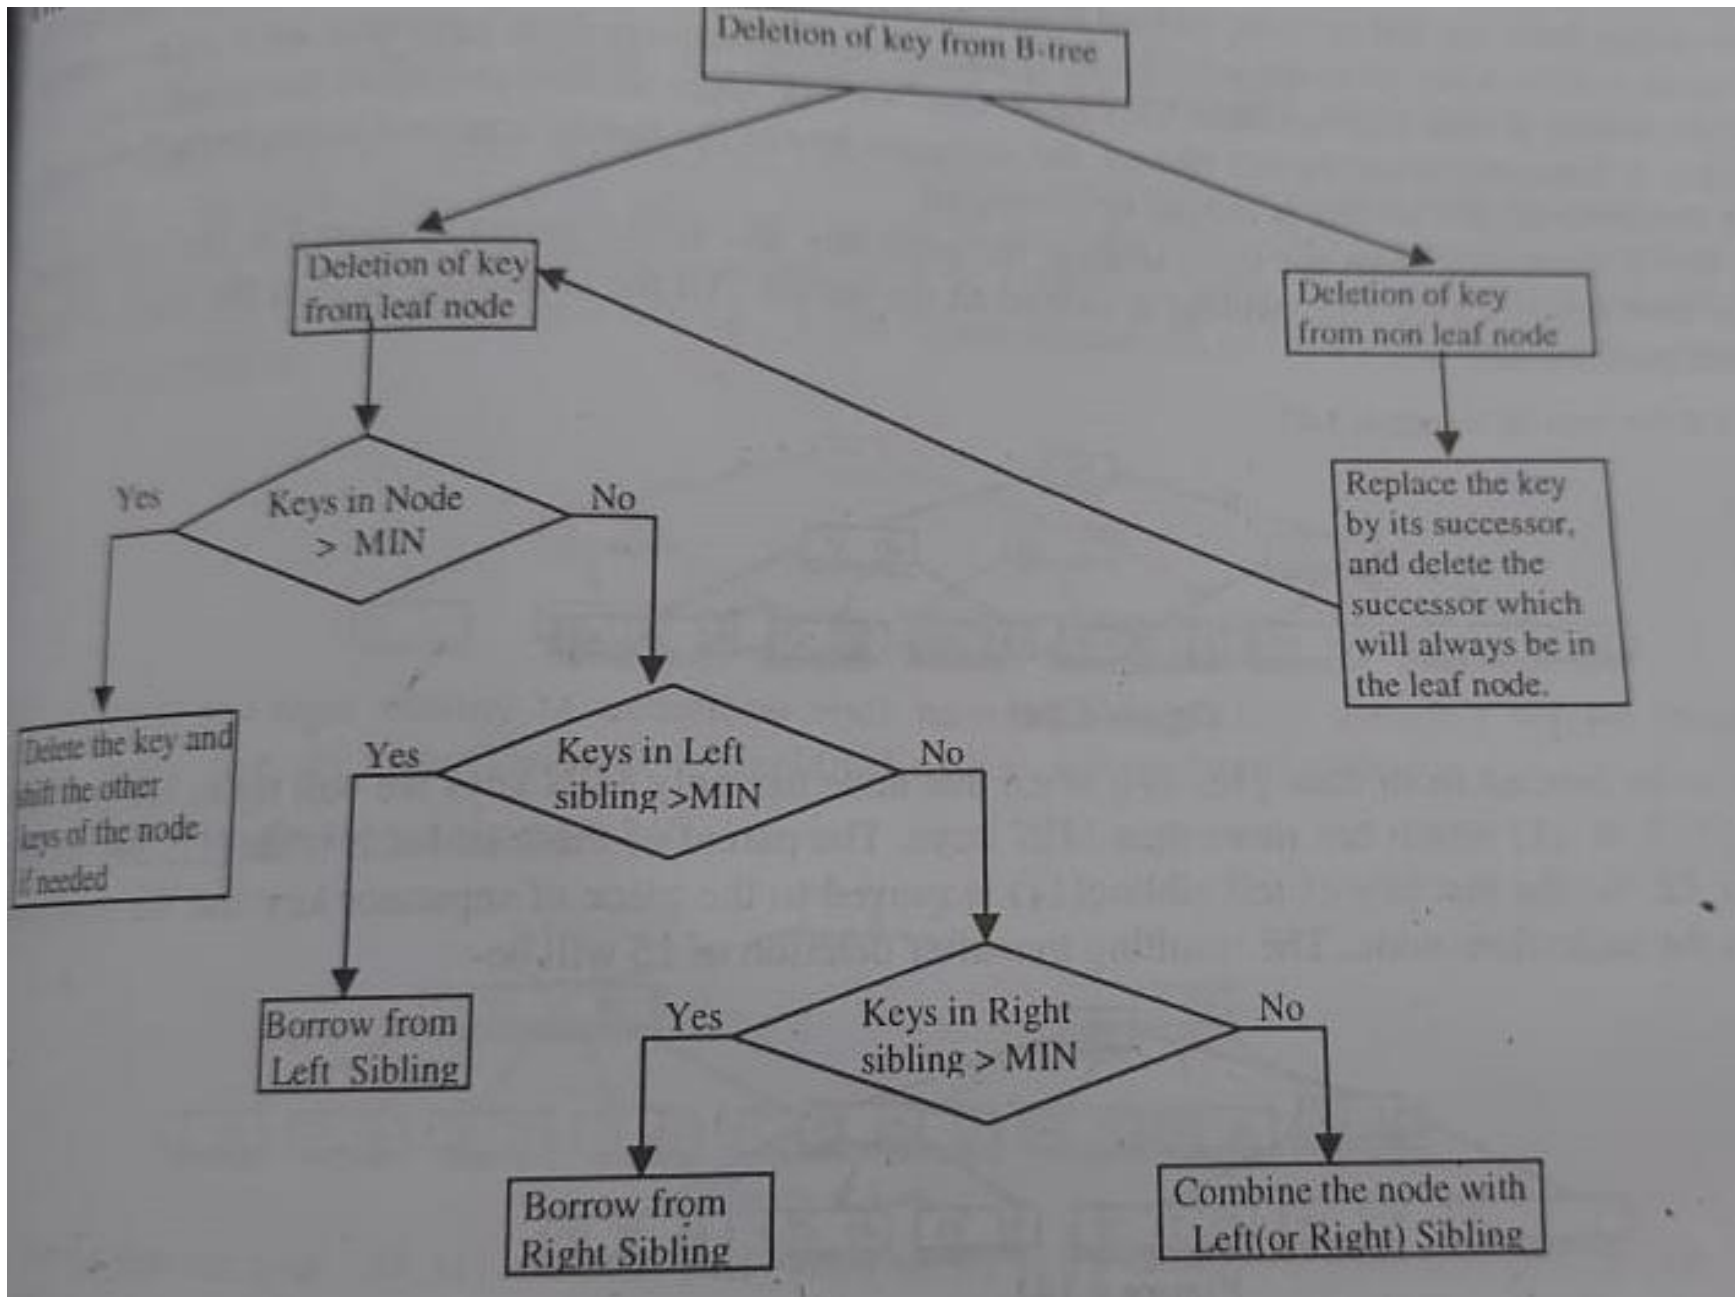 Deletion of key from B-tree
Deletion of key
from leaf node
Deletion of key
from non leaf node
Yes
Keys in Node
> MIN
No
Replace the key
by its successor,
and delete the
successor which
will always be in
the leaf node.
Delete the key and
shift the other
keys of the node
if needed
Yes
Keys in Left
sibling >MIN
No
Borrow from
Left Sibling
Yes
Keys in Right
sibling > MIN
No
Borrow from
Right Sibling
Combine the node with
Left(or Right) Sibling